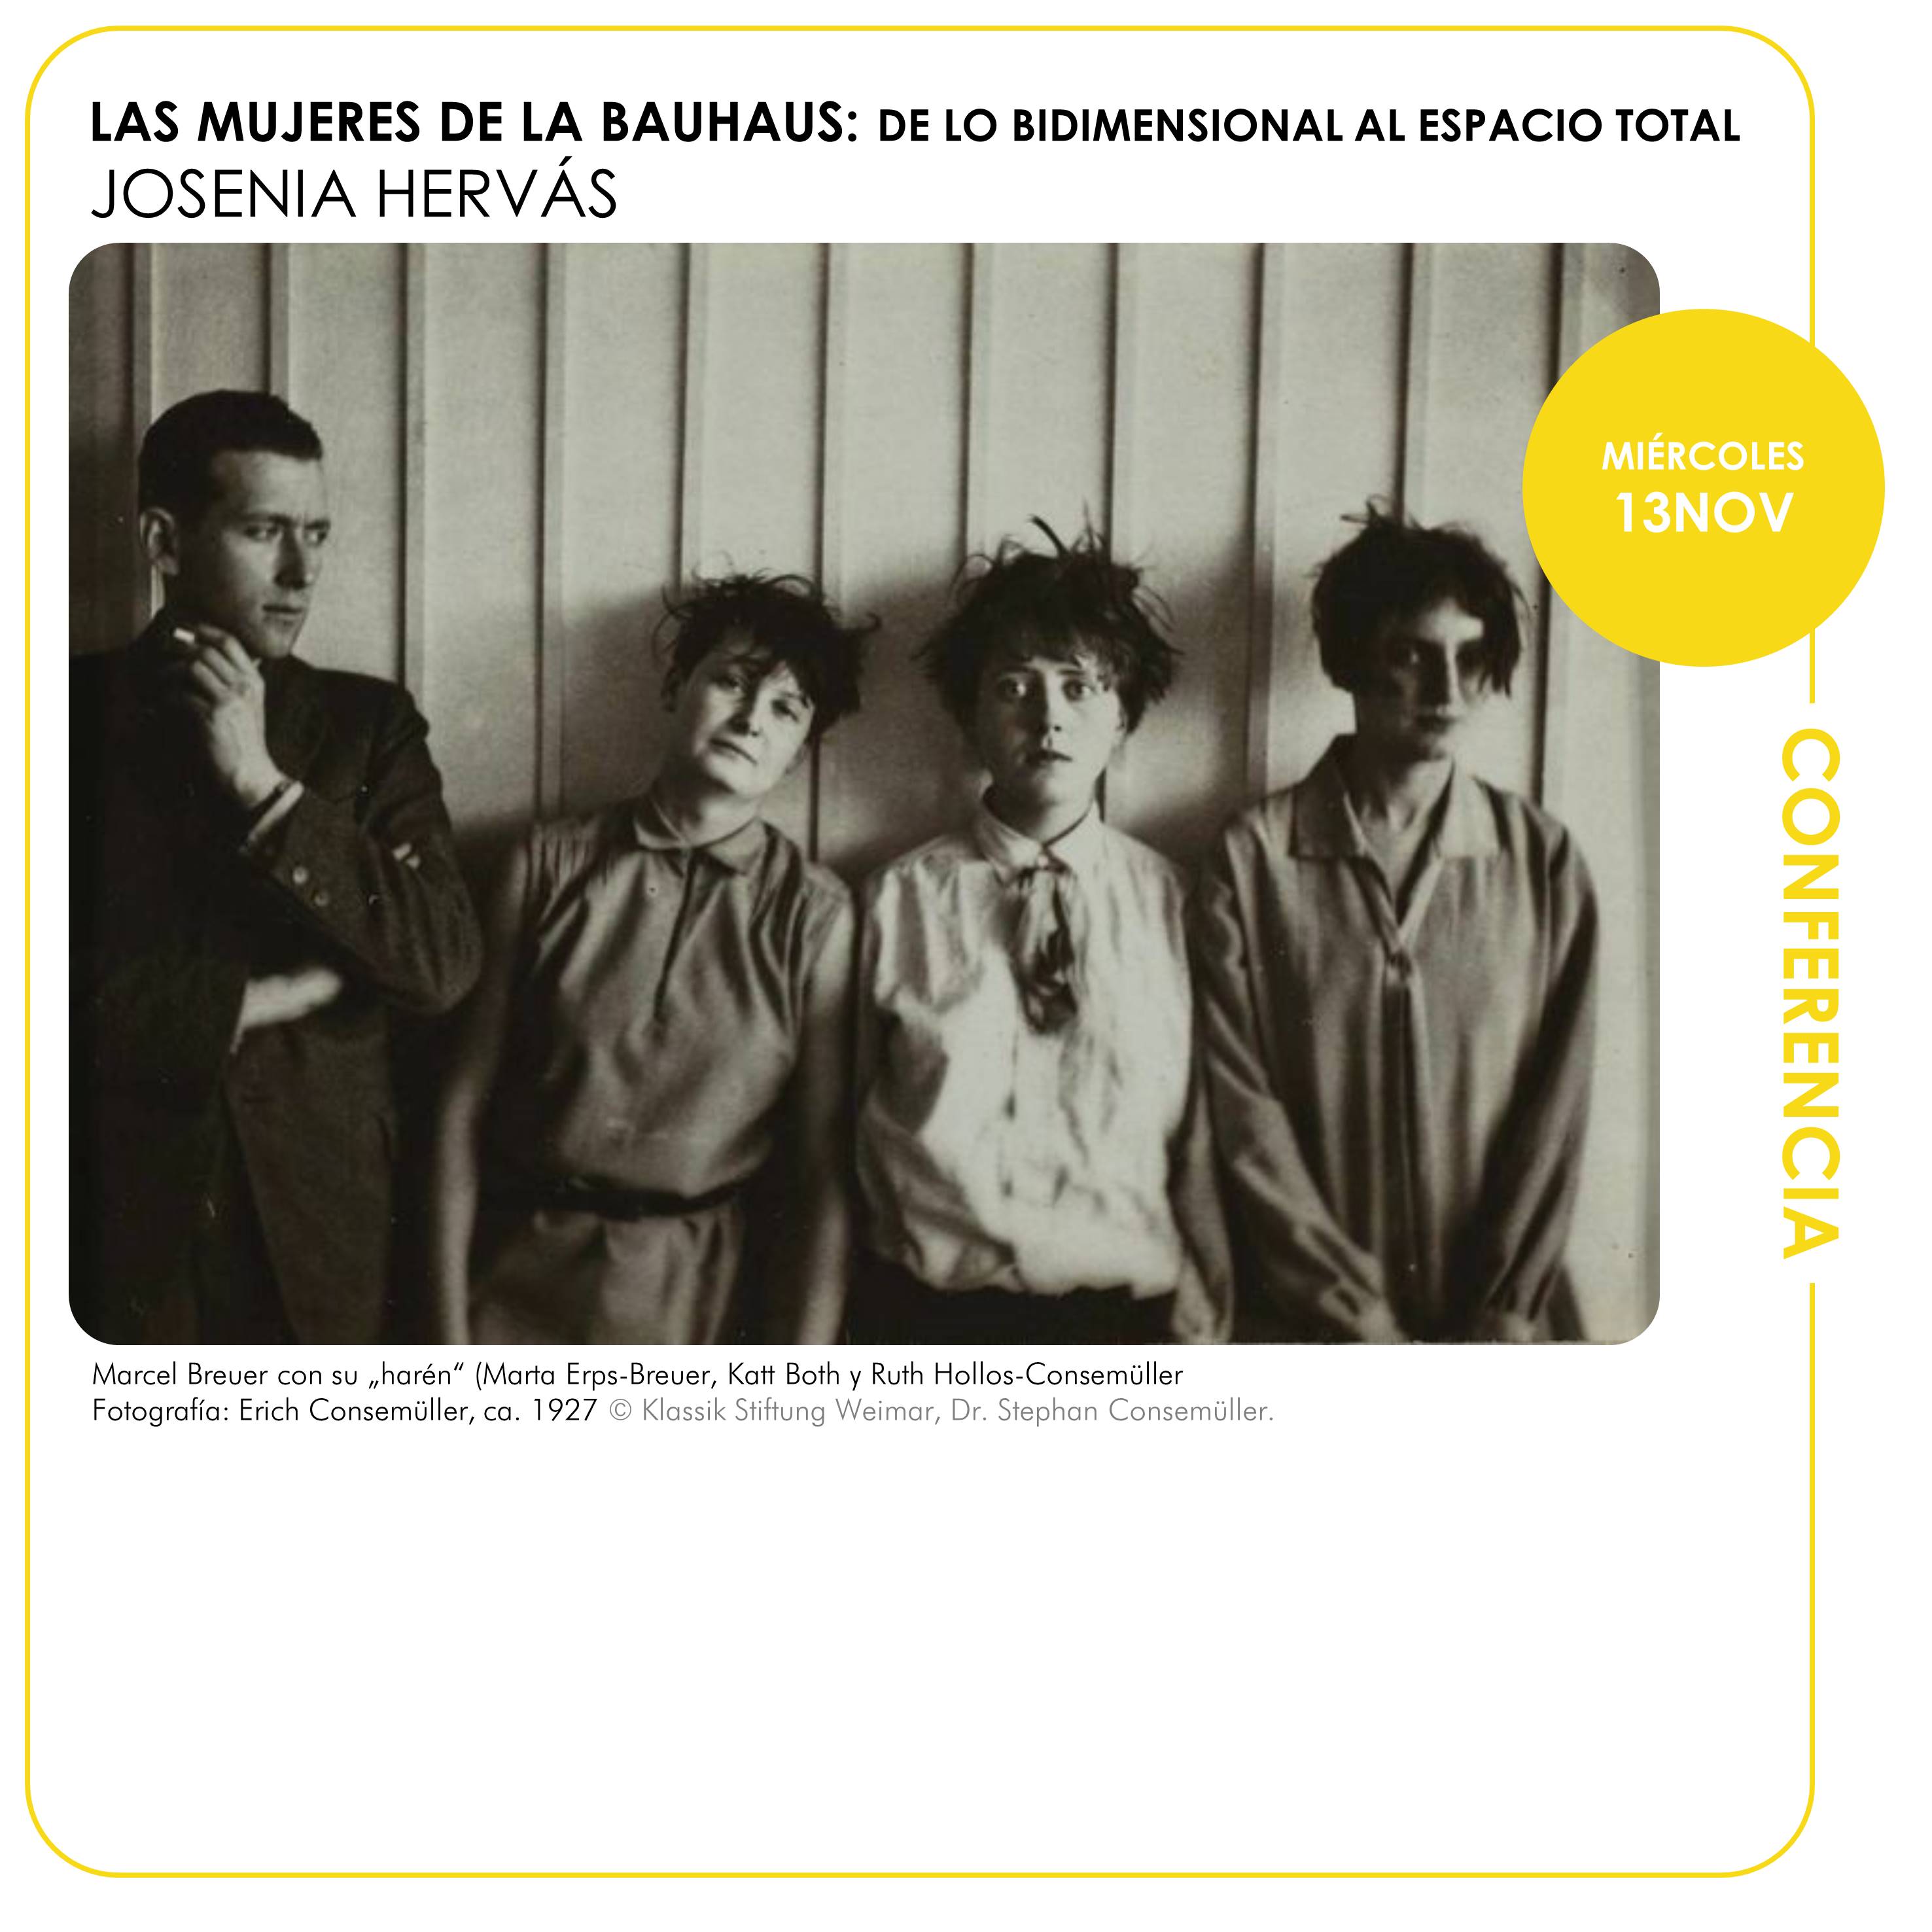 LAS MUJERES DE LA BAUHAUS: DE LO BIDIMENSIONAL AL ESPACIO TOTAL
JOSENIA HERVÁS
MIÉRCOLES
13NOV
CONFERENCIA
Marcel Breuer con su „harén“ (Marta Erps-Breuer, Katt Both y Ruth Hollos-Consemüller
Fotografía: Erich Consemüller, ca. 1927 © Klassik Stiftung Weimar, Dr. Stephan Consemüller.